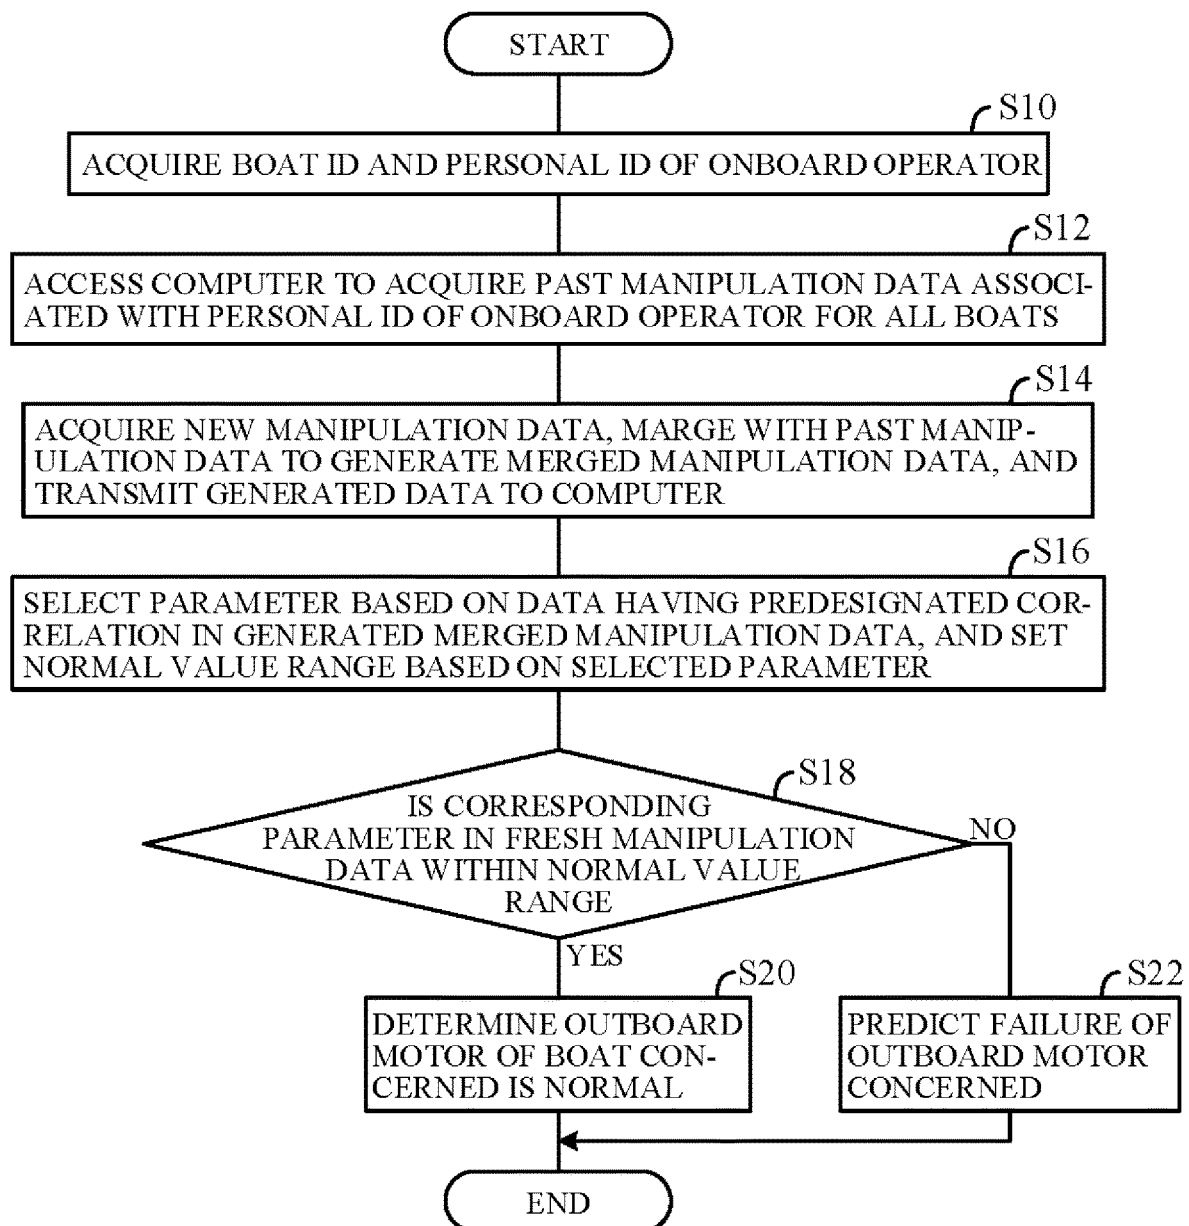 START
S10
ACQUIRE BOAT ID AND PERSONAL ID OF ONBOARD OPERATOR
S12
ACCESS COMPUTER TO ACQUIRE PAST MANIPULATION DATA ASSOCI-
ATED WITH PERSONAL ID OF ONBOARD OPERATOR FOR ALL BOATS
S14
ACQUIRE NEW MANIPULATION DATA, MARGE WITH PAST MANIP-
ULATION DATA TO GENERATE MERGED MANIPULATION DATA, AND
TRANSMIT GENERATED DATA TO COMPUTER
S16
SELECT PARAMETER BASED ON DATA HAVING PREDESIGNATED COR-
RELATION IN GENERATED MERGED MANIPULATION DATA, AND SET
NORMAL VALUE RANGE BASED ON SELECTED PARAMETER
S18
IS CORRESPONDING
PARAMETER IN FRESH MANIPULATION
DATA WITHIN NORMAL VALUE
RANGE
NO
YES
S20
DETERMINE OUTBOARD
MOTOR OF BOAT CON-
CERNED IS NORMAL
S22
PREDICT FAILURE OF
OUTBOARD MOTOR
CONCERNED
END